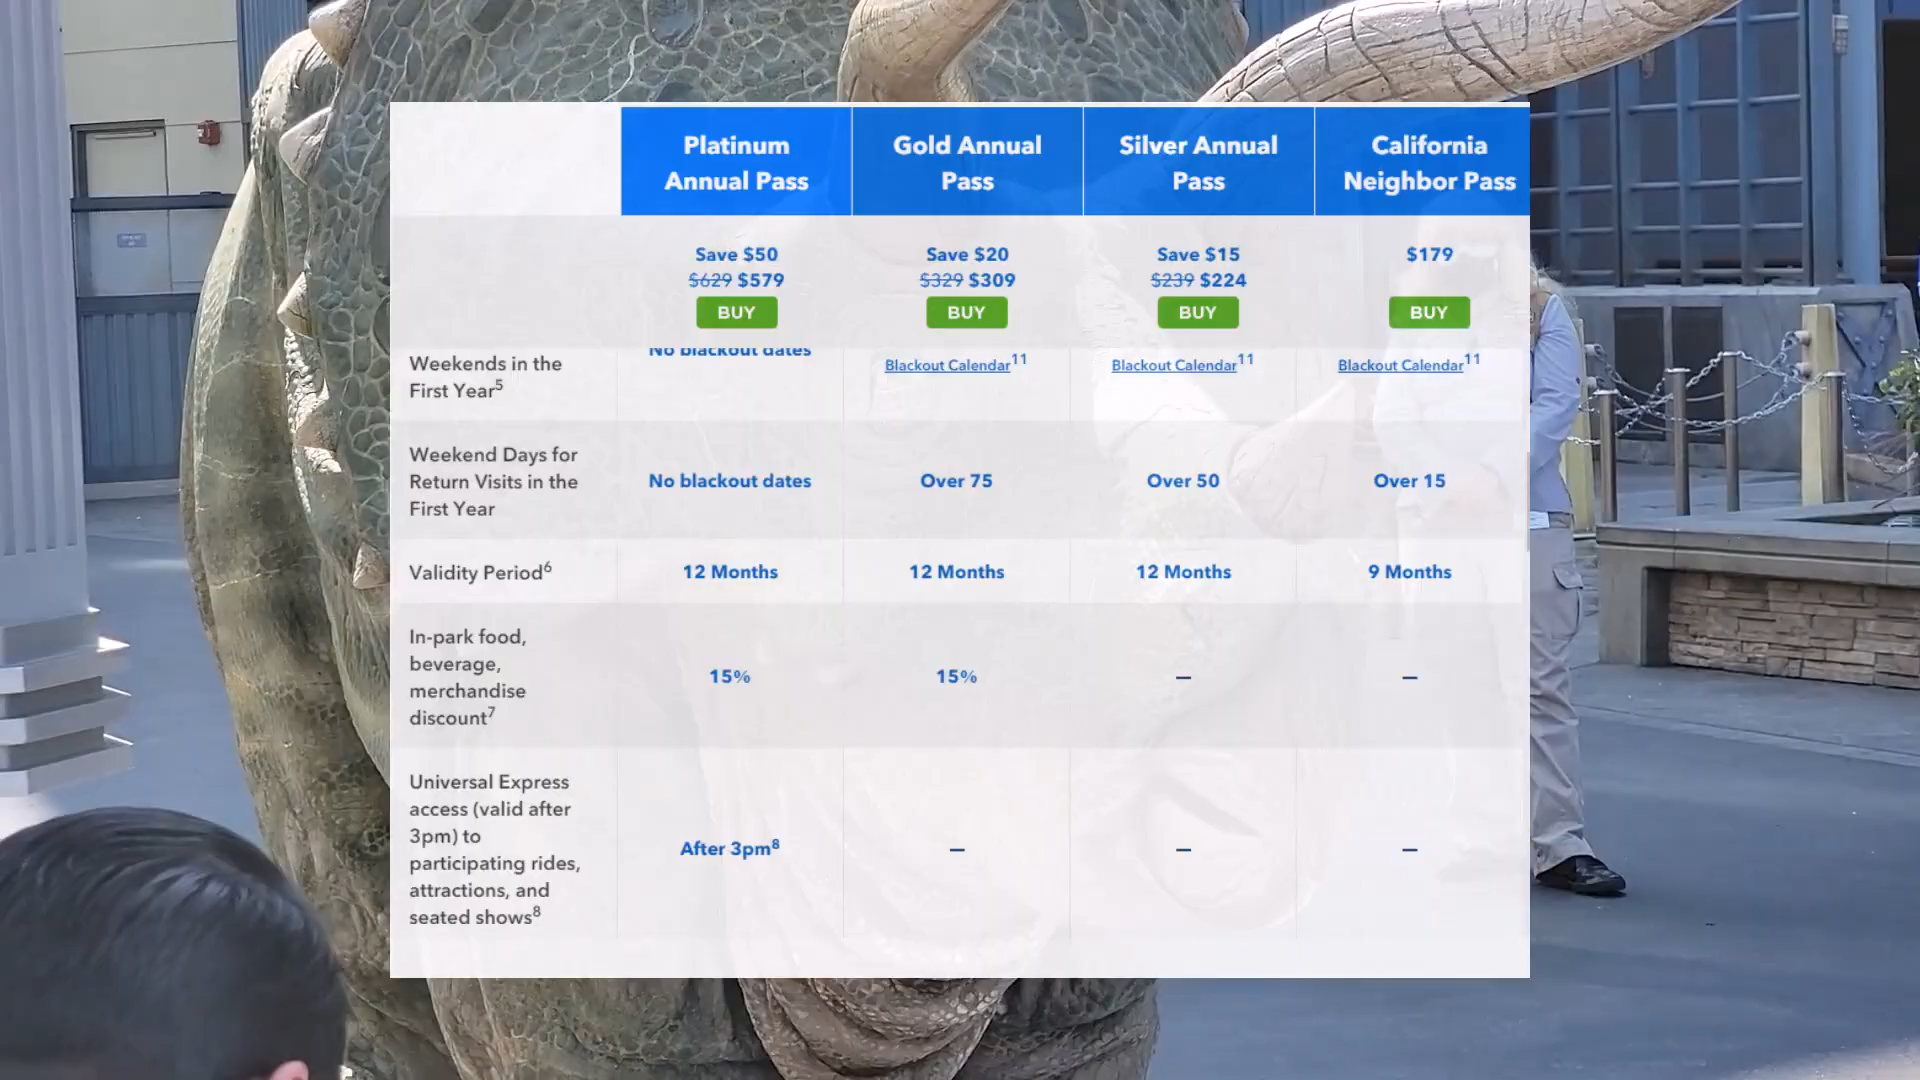 Platinum
Annual Pass
Gold Annual
Pass
Silver Annual
Pass
California
Neighbor Pass
Save $50
$629 $579
BUY
Save $20
$329 $309
BUY
Save $15
$239 $224
BUY
$179
BUY
Weekends in the
First Year5
No blackout dates
Blackout Calendar11
Blackout Calendar11
Blackout Calendar11
Weekend Days for
Return Visits in the
First Year
No blackout dates
Over 75
Over 50
Over 15
Validity Period6
12 Months
12 Months
12 Months
9 Months
In-park food,
beverage,
merchandise
discount7
15%
15%
—
—
Universal Express
access (valid after
3pm) to
participating rides,
attractions, and
seated shows8
After 3pm8
—
—
—